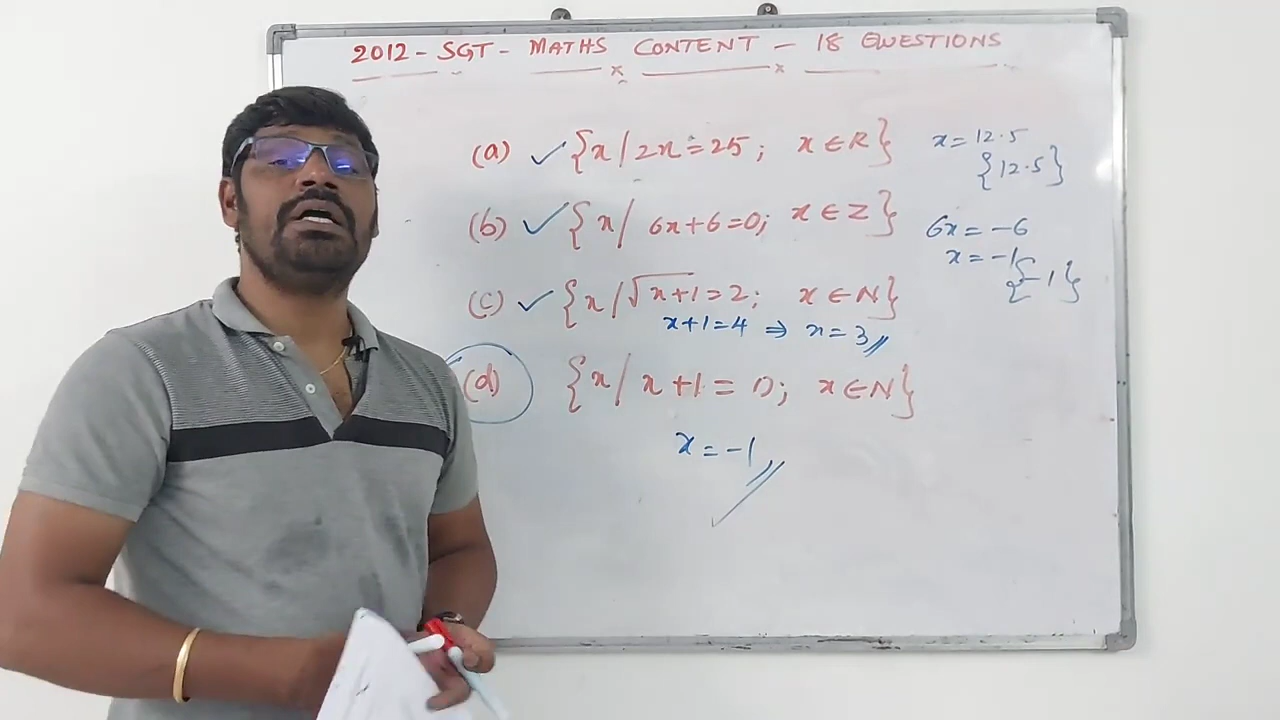 2012 - SGT - MATHS CONTENT - 18 QUESTIONS
(a) ✓ {x / 2x = 25 ; x ∈ R} x = 12.5
{12.5}
(b) ✓ {x / 6x+6=0; x ∈ Z} 6x = -6
x = -1
{-1}
(c) ✓ {x / √x+1 = 2; x ∈ N}
x+1=4 ⇒ x=3
(d) {x / x+1 = 0; x ∈ N}
x = -1